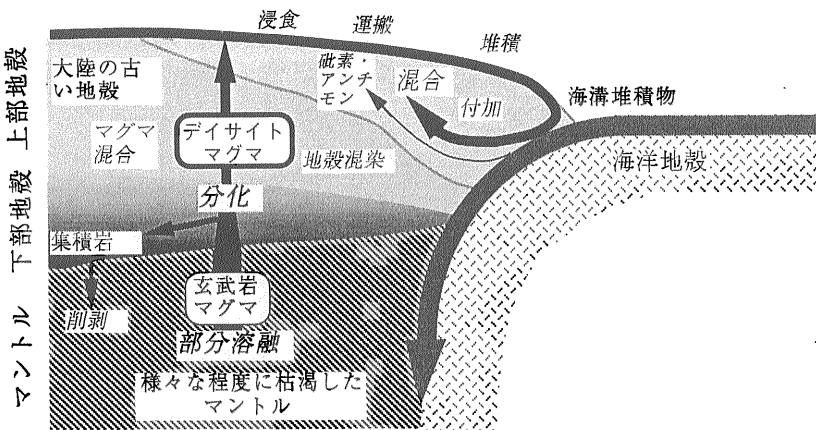 浸食
運搬
堆積
上部地殻
下部地殻
マントル
大陸の古
い地殻
砒素・
アンチ
モン
混合
付加
海溝堆積物
マグマ
混合
デイサイト
マグマ
地殻混染
海洋地殻
分化
集積岩
玄武岩
マグマ
削剥
部分溶融
様々な程度に枯渇した
マントル